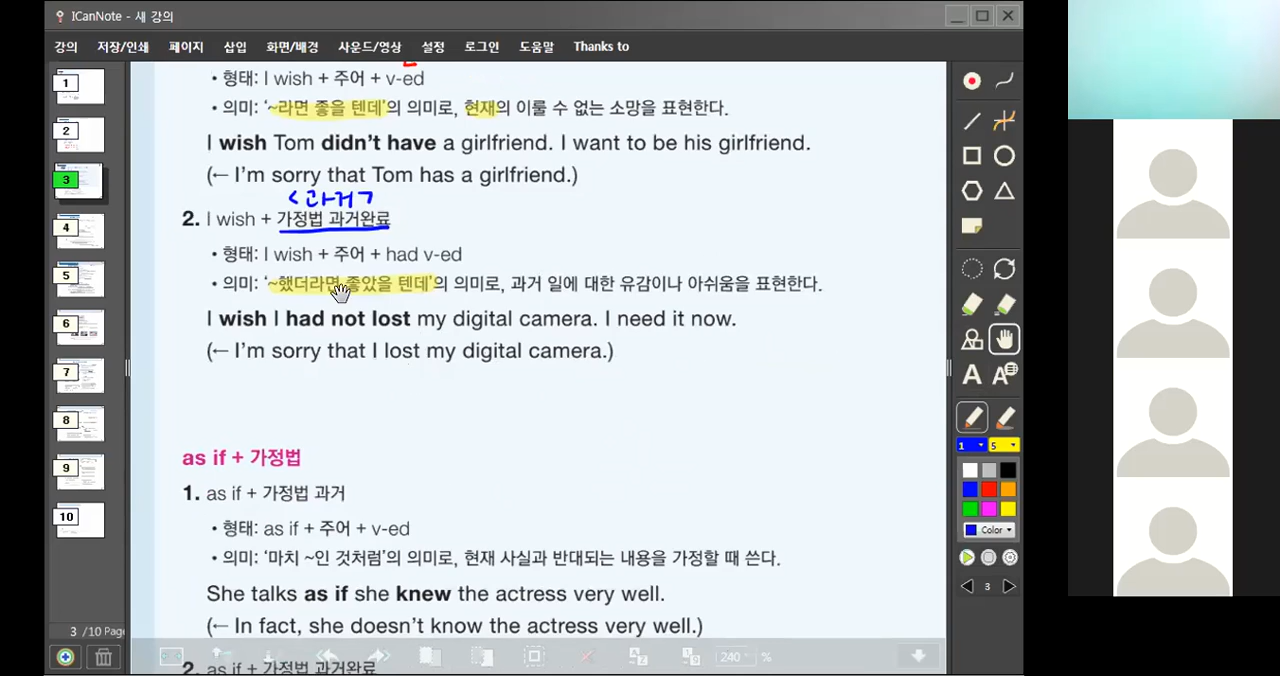 ICanNote - 새 강의
강의 저장/인쇄 페이지 삽입 화면/배경 사운드/영상 설정 로그인 도움말 Thanks to
1
2
3
4
5
6
7
8
9
10
• 형태: I wish + 주어 + v-ed
• 의미: ‘~라면 좋을 텐데’의 의미로, 현재의 이룰 수 없는 소망을 표현한다.
I wish Tom didn’t have a girlfriend. I want to be his girlfriend.
(← I’m sorry that Tom has a girlfriend.)
<과거>
2. I wish + 가정법 과거완료
• 형태: I wish + 주어 + had v-ed
• 의미: ‘~했더라면 좋았을 텐데’의 의미로, 과거 일에 대한 유감이나 아쉬움을 표현한다.
I wish I had not lost my digital camera. I need it now.
(← I’m sorry that I lost my digital camera.)
as if + 가정법
1. as if + 가정법 과거
• 형태: as if + 주어 + v-ed
• 의미: ‘마치 ~인 것처럼’의 의미로, 현재 사실과 반대되는 내용을 가정할 때 쓴다.
She talks as if she knew the actress very well.
(← In fact, she doesn’t know the actress very well.)
2. as if + 가정법 과거완료
3 /10 Page
240 %
A A
1 5
Color
3